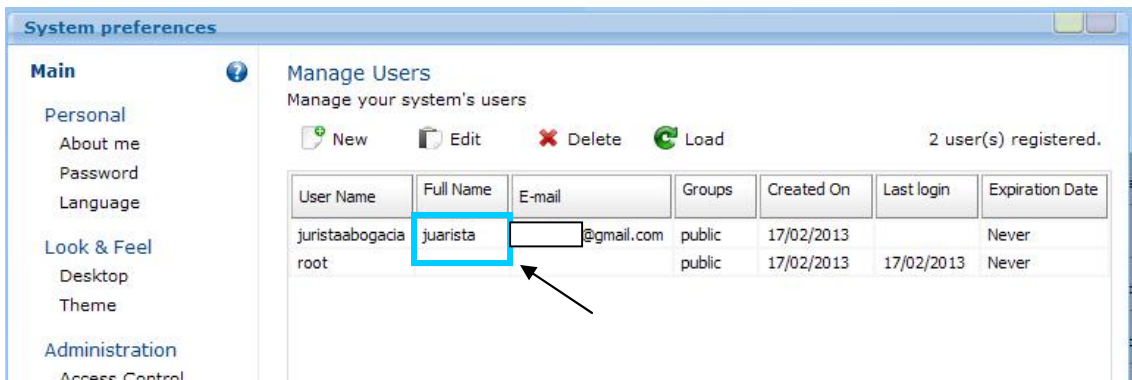 System preferences
Main
Personal
About me
Password
Language
Look & Feel
Desktop
Theme
Administration
Access Control
Manage Users
Manage your system's users
New Edit Delete Load 2 user(s) registered.
User Name Full Name E-mail Groups Created On Last login Expiration Date
juristaabogacia juarista @gmail.com public 17/02/2013 Never
root public 17/02/2013 17/02/2013 Never